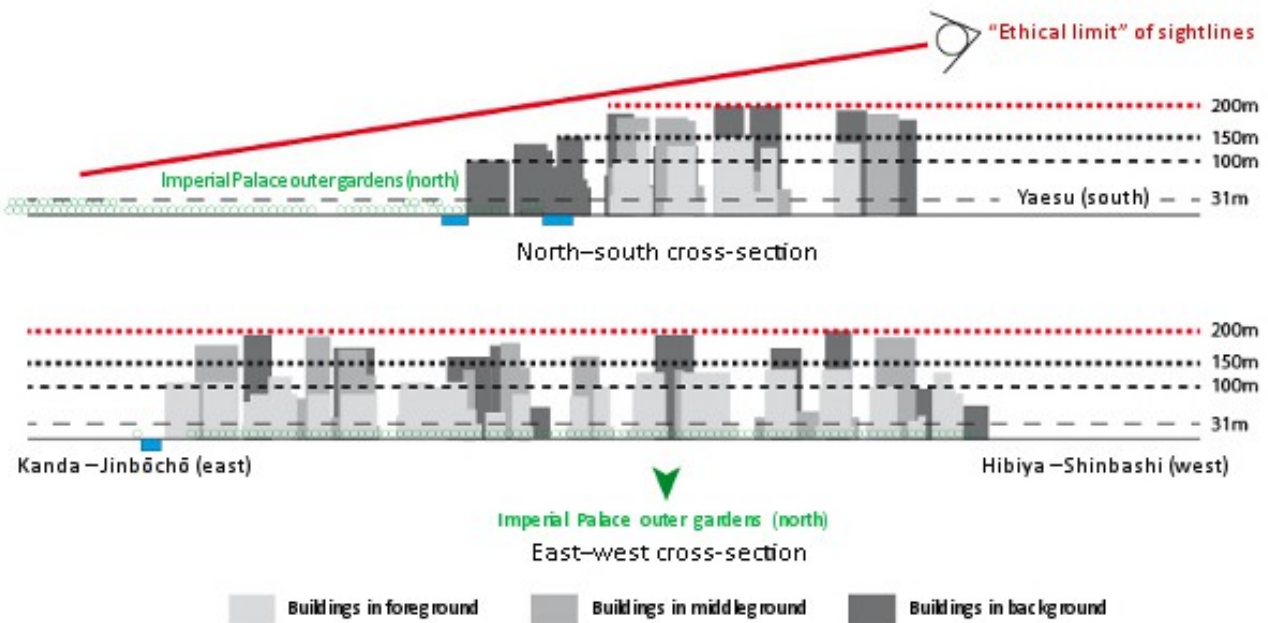 “Ethical limit” of sightlines
200m
150m
100m
Imperial Palace outer gardens (north)
Yaesu (south)
31m
North–south cross-section
200m
150m
100m
31m
Kanda–Jinbōchō (east)
Hibiya–Shinbashi (west)
Imperial Palace outer gardens (north)
East–west cross-section
Buildings in foreground
Buildings in middleground
Buildings in background